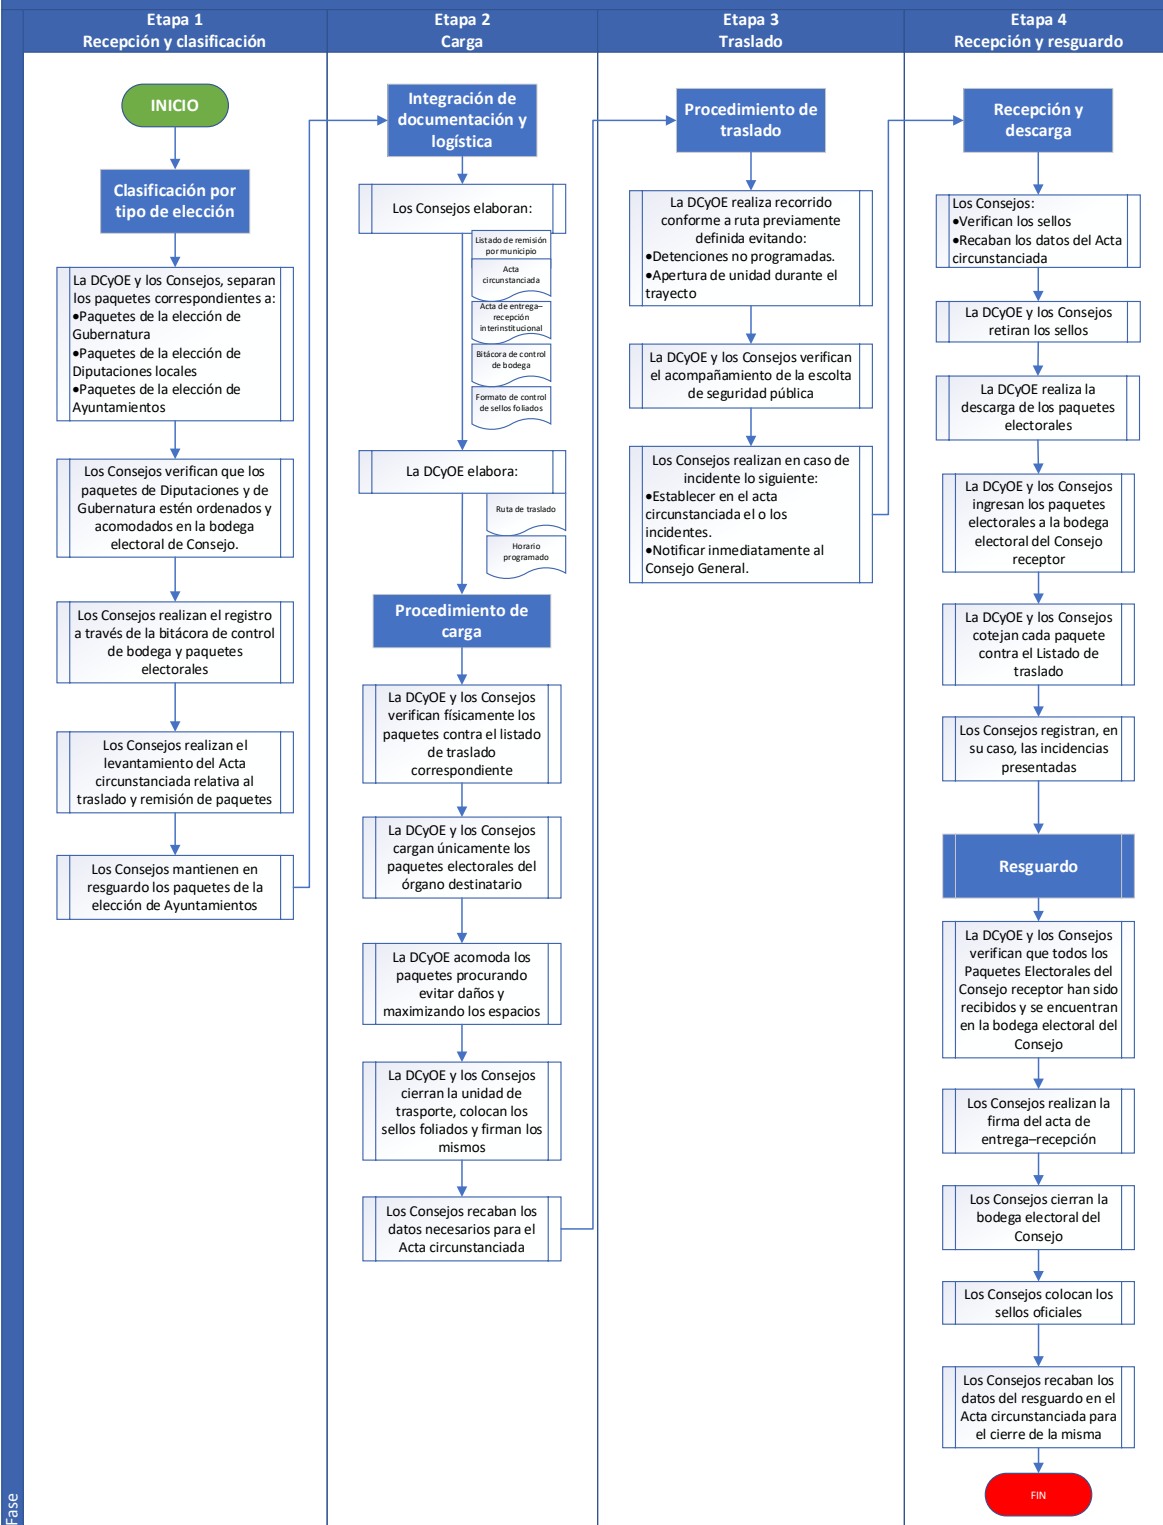 Etapa 1
Recepción y clasificación
Etapa 2
Carga
Etapa 3
Traslado
Etapa 4
Recepción y resguardo
Fase
INICIO
Clasificación por
tipo de elección
La DCyOE y los Consejos, separan
los paquetes correspondientes a:
•Paquetes de la elección de
Gubernatura
•Paquetes de la elección de
Diputaciones locales
•Paquetes de la elección de
Ayuntamientos
Los Consejos verifican que los
paquetes de Diputaciones y de
Gubernatura estén ordenados y
acomodados en la bodega
electoral de Consejo.
Los Consejos realizan el registro
a través de la bitácora de control
de bodega y paquetes
electorales
Los Consejos realizan el
levantamiento del Acta
circunstanciada relativa al
traslado y remisión de paquetes
Los Consejos mantienen en
resguardo los paquetes de la
elección de Ayuntamientos
Integración de
documentación y
logística
Los Consejos elaboran:
Listado de remisión
por municipio
Acta
circunstanciada
Acta de entrega–
recepción
interinstitucional
Bitácora de control
de bodega
Formato de control
de sellos foliados
La DCyOE elabora:
Ruta de traslado
Horario
programado
Procedimiento de
carga
La DCyOE y los Consejos
verifican físicamente los
paquetes contra el listado
de traslado
correspondiente
La DCyOE y los Consejos
cargan únicamente los
paquetes electorales del
órgano destinatario
La DCyOE acomoda los
paquetes procurando
evitar daños y
maximizando los espacios
La DCyOE y los Consejos
cierran la unidad de
trasporte, colocan los
sellos foliados y firman los
mismos
Los Consejos recaban los
datos necesarios para el
Acta circunstanciada
Procedimiento de
traslado
La DCyOE realiza recorrido
conforme a ruta previamente
definida evitando:
•Detenciones no programadas.
•Apertura de unidad durante el
trayecto
La DCyOE y los Consejos verifican
el acompañamiento de la escolta
de seguridad pública
Los Consejos realizan en caso de
incidente lo siguiente:
•Establecer en el acta
circunstanciada el o los
incidentes.
•Notificar inmediatamente al
Consejo General.
Recepción y
descarga
Los Consejos:
•Verifican los sellos
•Recaban los datos del Acta
circunstanciada
La DCyOE y los Consejos
retiran los sellos
La DCyOE realiza la
descarga de los paquetes
electorales
La DCyOE y los Consejos
ingresan los paquetes
electorales a la bodega
electoral del Consejo
receptor
La DCyOE y los Consejos
cotejan cada paquete
contra el Listado de
traslado
Los Consejos registran, en
su caso, las incidencias
presentadas
Resguardo
La DCyOE y los Consejos
verifican que todos los
Paquetes Electorales del
Consejo receptor han sido
recibidos y se encuentran
en la bodega electoral del
Consejo
Los Consejos realizan la
firma del acta de
entrega–recepción
Los Consejos cierran la
bodega electoral del
Consejo
Los Consejos colocan los
sellos oficiales
Los Consejos recaban los
datos del resguardo en el
Acta circunstanciada para
el cierre de la misma
FIN